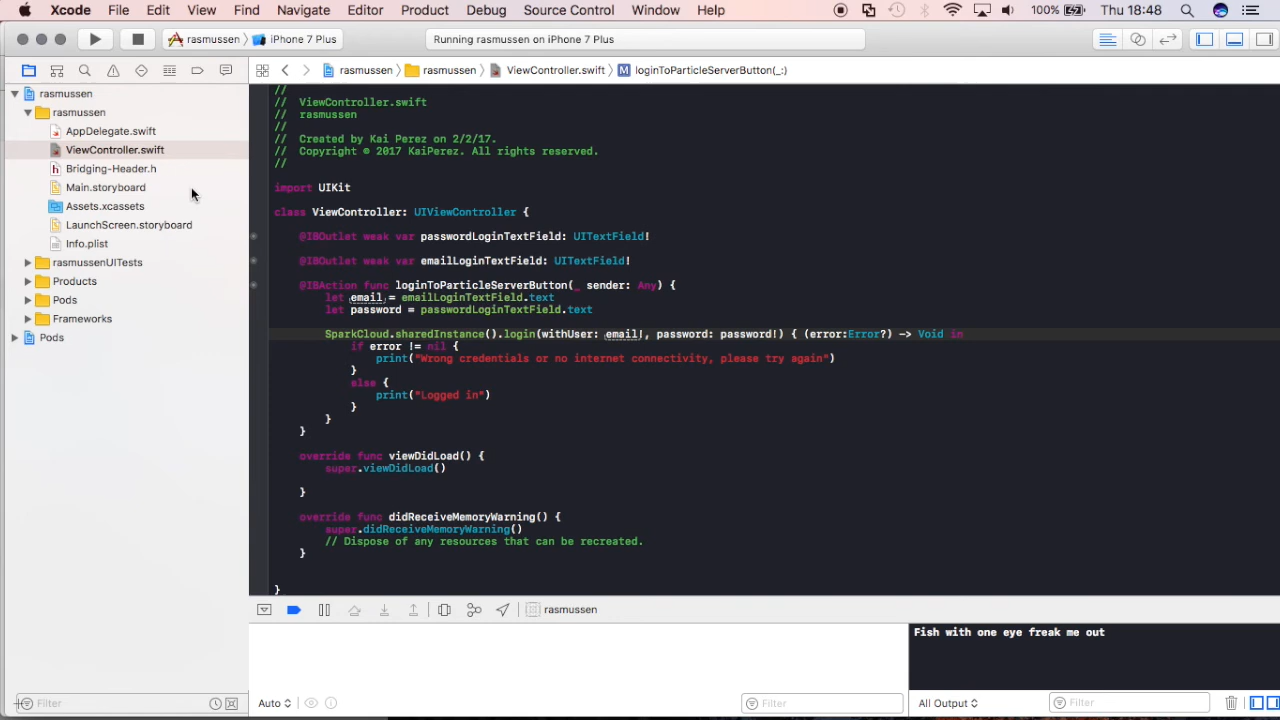 Xcode File Edit View Find Navigate Editor Product Debug Source Control Window Help 100% Thu 18:48
rasmussen iPhone 7 Plus Running rasmussen on iPhone 7 Plus
rasmussen rasmussen ViewController.swift M loginToParticleServerButton(_:)
rasmussen
rasmussen
AppDelegate.swift
ViewController.swift
Bridging-Header.h
Main.storyboard
Assets.xcassets
LaunchScreen.storyboard
Info.plist
rasmussenUITests
Products
Pods
Frameworks
Pods
Filter
//
// ViewController.swift
// rasmussen
//
// Created by Kai Perez on 2/2/17.
// Copyright © 2017 KaiPerez. All rights reserved.
//
import UIKit
class ViewController: UIViewController {
@IBOutlet weak var passwordLoginTextField: UITextField!
@IBOutlet weak var emailLoginTextField: UITextField!
@IBAction func loginToParticleServerButton(_ sender: Any) {
let email = emailLoginTextField.text
let password = passwordLoginTextField.text
SparkCloud.sharedInstance().login(withUser: email!, password: password!) { (error:Error?) -> Void in
if error != nil {
print("Wrong credentials or no internet connectivity, please try again")
}
else {
print("Logged in")
}
}
}
override func viewDidLoad() {
super.viewDidLoad()
}
override func didReceiveMemoryWarning() {
super.didReceiveMemoryWarning()
// Dispose of any resources that can be recreated.
}
}
rasmussen
Fish with one eye freak me out
Auto Filter All Output Filter